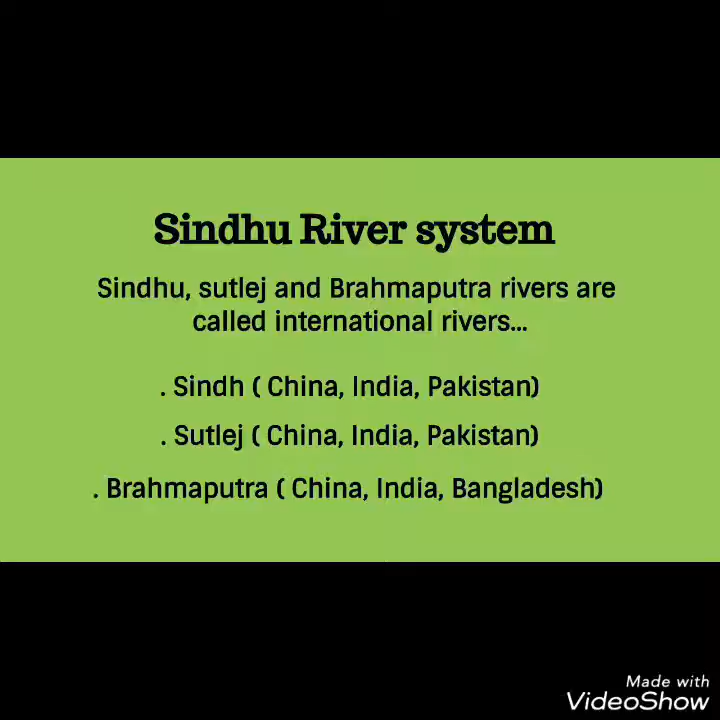 Sindhu River system
Sindhu, sutlej and Brahmaputra rivers are
called international rivers...
. Sindh ( China, India, Pakistan)
. Sutlej ( China, India, Pakistan)
. Brahmaputra ( China, India, Bangladesh)
Made with
VideoShow